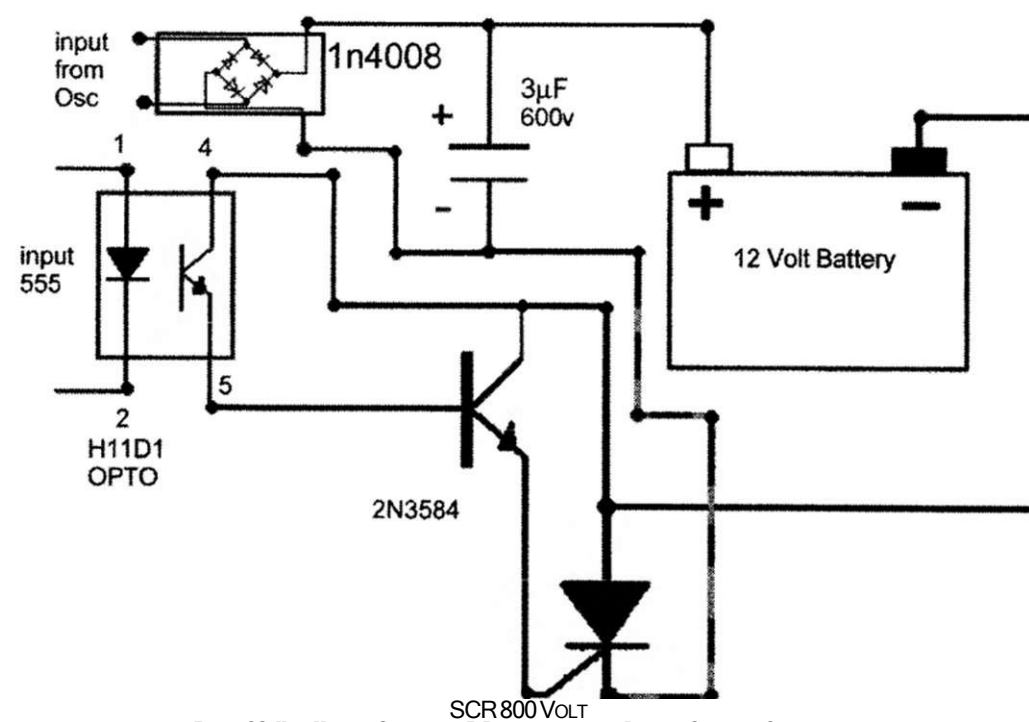 input
from
Osc
1n4008
3µF
600v
+
-
+
–
12 Volt Battery
1
4
input
555
5
2
H11D1
OPTO
2N3584
SCR 800 VOLT